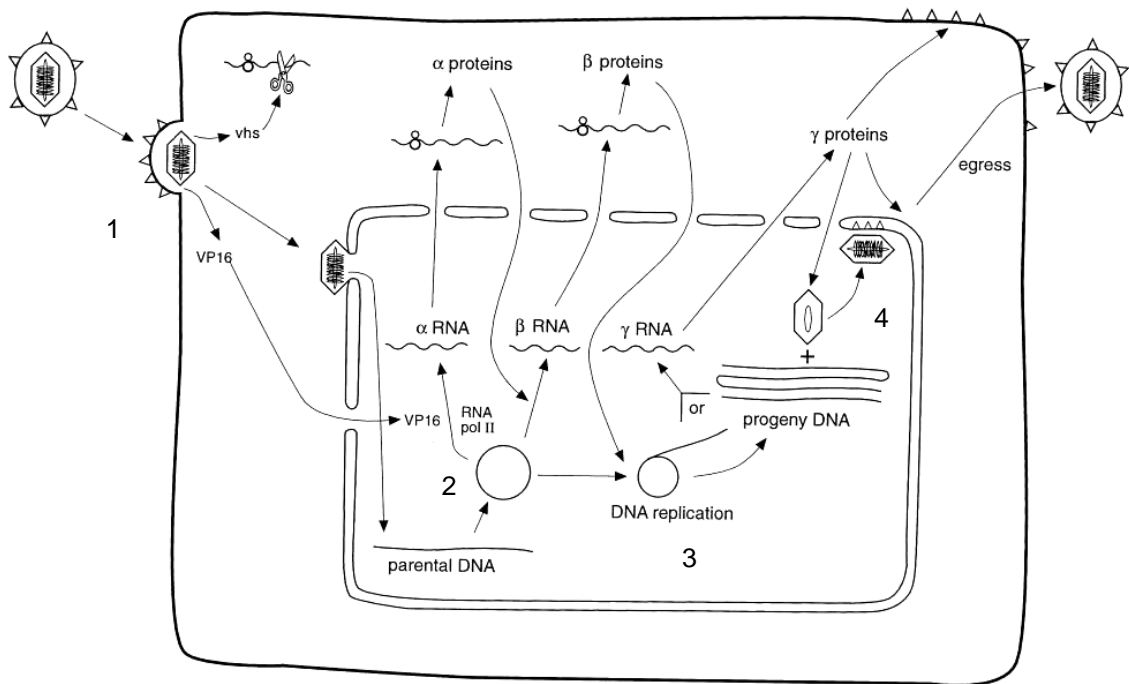 α proteins
β proteins
vhs
γ proteins
egress
1
VP16
4
α RNA
β RNA
γ RNA
+
VP16
RNA
pol II
or
progeny DNA
2
DNA replication
3
parental DNA